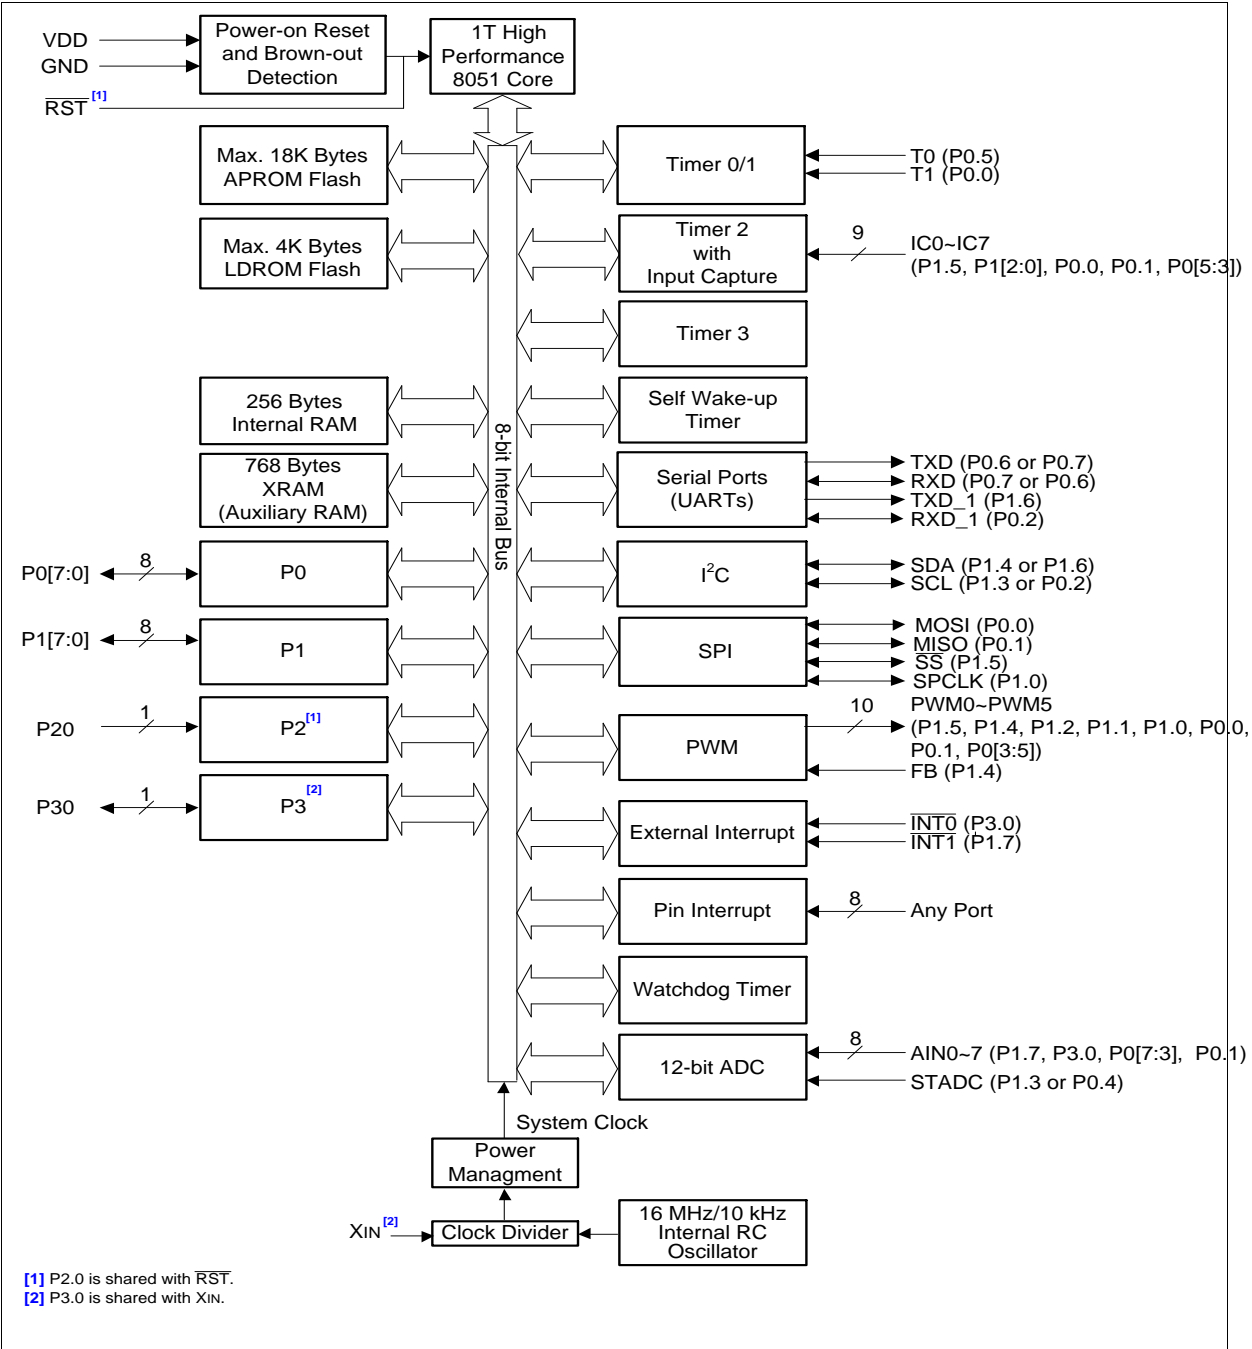 VDD
GND
RST [1]
Power-on Reset
and Brown-out
Detection
1T High
Performance
8051 Core
Max. 18K Bytes
APROM Flash
Timer 0/1
T0 (P0.5)
T1 (P0.0)
Max. 4K Bytes
LDROM Flash
Timer 2
with
Input Capture
9
IC0~IC7
(P1.5, P1[2:0], P0.0, P0.1, P0[5:3])
Timer 3
256 Bytes
Internal RAM
Self Wake-up
Timer
8-bit Internal Bus
768 Bytes
XRAM
(Auxiliary RAM)
Serial Ports
(UARTs)
TXD (P0.6 or P0.7)
RXD (P0.7 or P0.6)
TXD_1 (P1.6)
RXD_1 (P0.2)
P0[7:0]
8
P0
I2C
SDA (P1.4 or P1.6)
SCL (P1.3 or P0.2)
P1[7:0]
8
P1
SPI
MOSI (P0.0)
MISO (P0.1)
SS (P1.5)
SPCLK (P1.0)
P20
1
P2[1]
PWM
10
PWM0~PWM5
(P1.5, P1.4, P1.2, P1.1, P1.0, P0.0,
P0.1, P0[3:5])
FB (P1.4)
P30
1
P3[2]
External Interrupt
INT0 (P3.0)
INT1 (P1.7)
Pin Interrupt
8
Any Port
Watchdog Timer
12-bit ADC
8
AIN0~7 (P1.7, P3.0, P0[7:3], P0.1)
STADC (P1.3 or P0.4)
System Clock
Power
Managment
XIN [2]
Clock Divider
16 MHz/10 kHz
Internal RC
Oscillator
[1] P2.0 is shared with RST.
[2] P3.0 is shared with XIN.